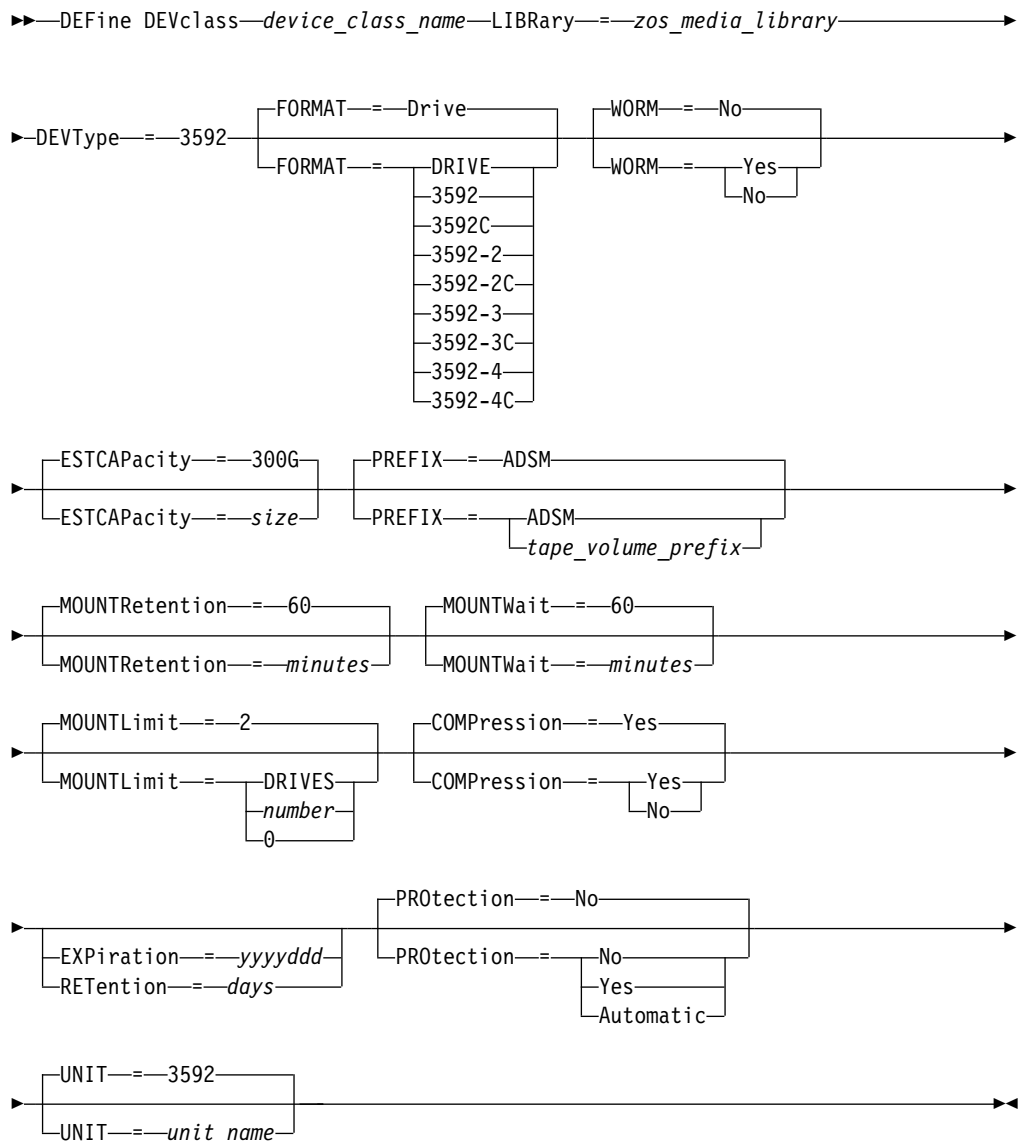 DEFine DEVclass device_class_name LIBRary = zos_media_library
FORMAT = Drive WORM = No
DEVType = 3592
FORMAT = DRIVE WORM = Yes
3592 No
3592C
3592-2
3592-2C
3592-3
3592-3C
3592-4
3592-4C
ESTCAPacity = 300G PREFIX = ADSM
ESTCAPacity = size PREFIX = ADSM
tape_volume_prefix
MOUNTRetention = 60 MOUNTWait = 60
MOUNTRetention = minutes MOUNTWait = minutes
MOUNTLimit = 2 COMPression = Yes
MOUNTLimit = DRIVES COMPression = Yes
number No
0
PROtection = No
EXPiration = yyyyddd PROtection = No
RETention = days Yes
Automatic
UNIT = 3592
UNIT = unit_name